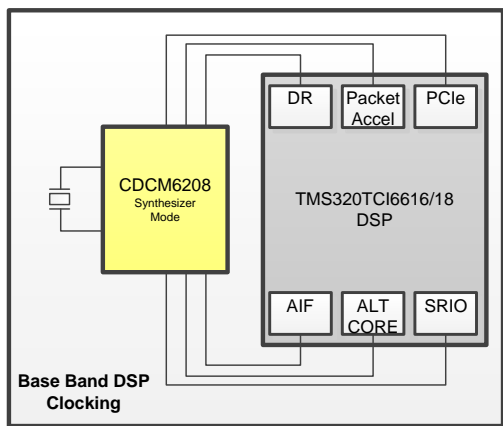 DR
Packet
Accel
PCIe
CDCM6208
Synthesizer
Mode
TMS320TCI6616/18
DSP
AIF
ALT
CORE
SRIO
Base Band DSP
Clocking